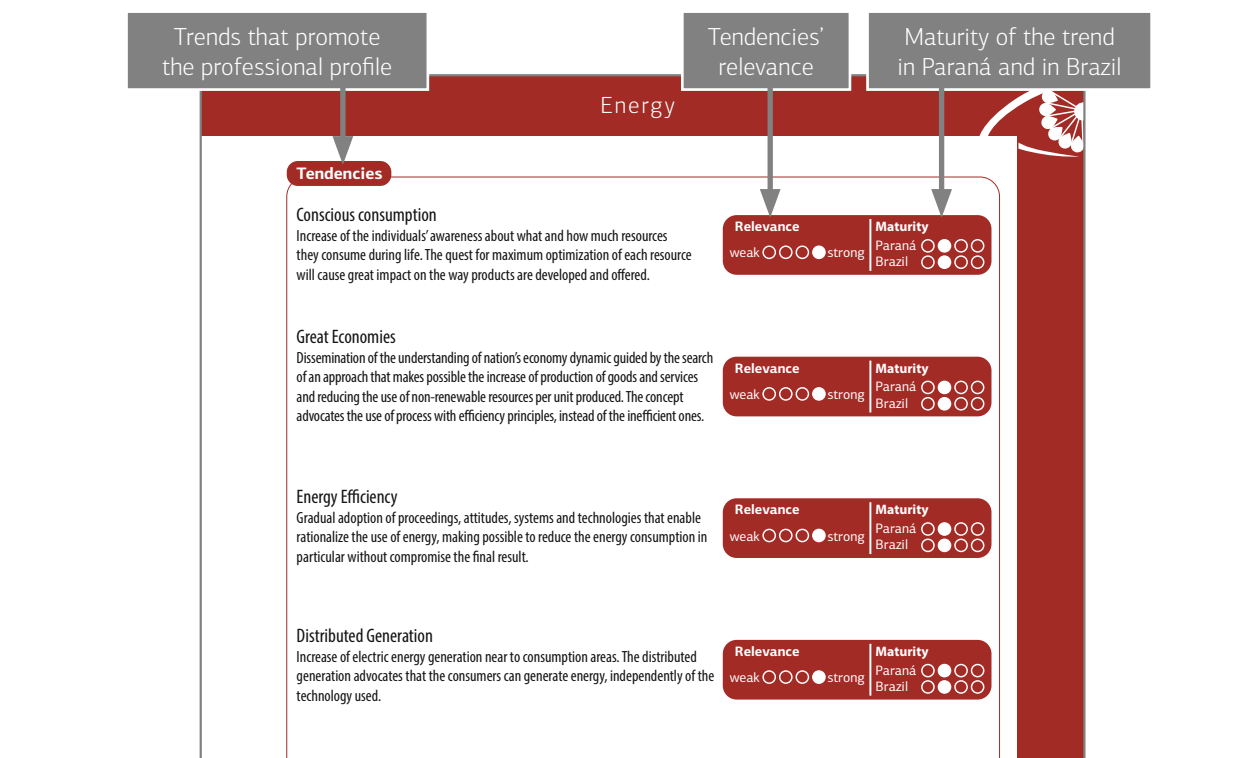 Trends that promote
the professional profile
Tendencies’
relevance
Maturity of the trend
in Paraná and in Brazil
Energy
Tendencies
Conscious consumption
Increase of the individuals’ awareness about what and how much resources
they consume during life. The quest for maximum optimization of each resource
will cause great impact on the way products are developed and offered.
Relevance
weak strong
Maturity
Paraná
Brazil
Great Economies
Dissemination of the understanding of nation’s economy dynamic guided by the search
of an approach that makes possible the increase of production of goods and services
and reducing the use of non-renewable resources per unit produced. The concept
advocates the use of process with efficiency principles, instead of the inefficient ones.
Relevance
weak strong
Maturity
Paraná
Brazil
Energy Efficiency
Gradual adoption of proceedings, attitudes, systems and technologies that enable
rationalize the use of energy, making possible to reduce the energy consumption in
particular without compromise the final result.
Relevance
weak strong
Maturity
Paraná
Brazil
Distributed Generation
Increase of electric energy generation near to consumption areas. The distributed
generation advocates that the consumers can generate energy, independently of the
technology used.
Relevance
weak strong
Maturity
Paraná
Brazil